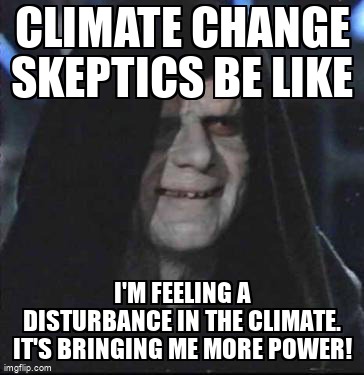 CLIMATE CHANGE
SKEPTICS BE LIKE
I'M FEELING A
DISTURBANCE IN THE CLIMATE.
IT'S BRINGING ME MORE POWER!
imgflip.com